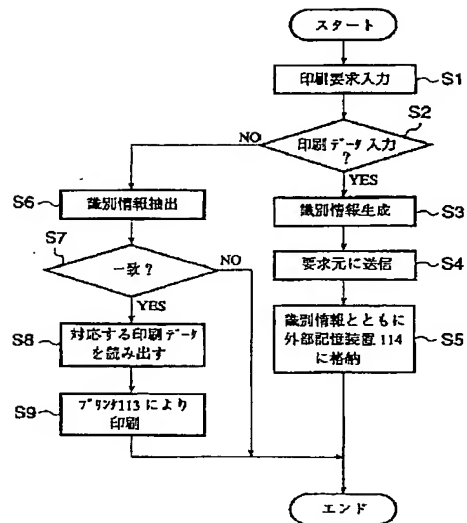 スタート
印刷要求入力
S1
S2
印刷データ入力
?
NO
YES
識別情報生成
S3
要求元に送信
S4
識別情報とともに
外部記憶装置114
に格納
S5
S6
識別情報抽出
S7
一致?
NO
YES
S8
対応する印刷データ
を読み出す
S9
プリンタ113により
印刷
エンド